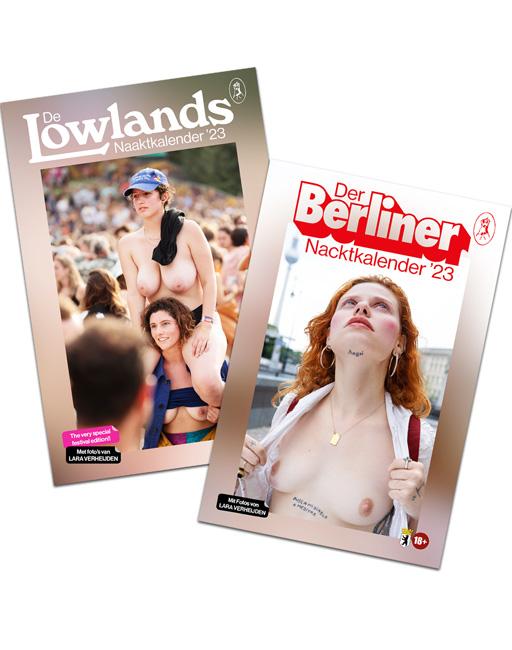 De
Lowlands
Naaktkalender '23
The very special
festival edition!!
Met foto's van
LARA VERHEIJDEN
Der
Berliner
Nacktkalender '23
hogai
Mit Fotos von
LARA VERHEIJDEN
18+